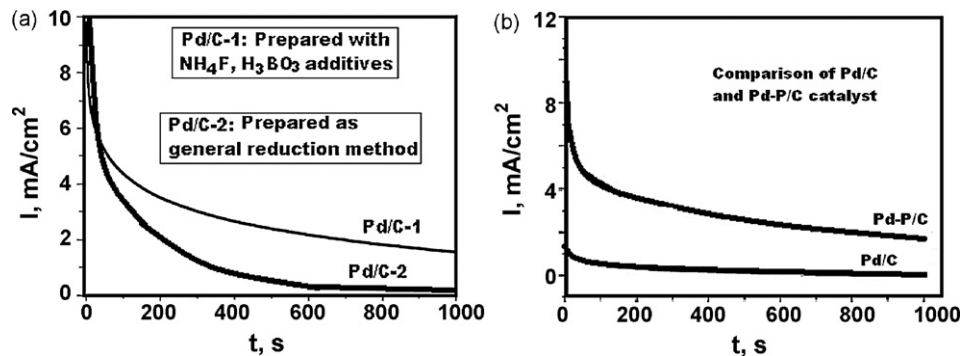 (a)
I, mA/cm²
10
8
6
4
2
0
Pd/C-1: Prepared with
NH₄F, H₃BO₃ additives
Pd/C-2: Prepared as
general reduction method
Pd/C-1
Pd/C-2
0 200 400 600 800 1000
t, s
(b)
I, mA/cm²
12
8
4
0
Comparison of Pd/C
and Pd-P/C catalyst
Pd-P/C
Pd/C
0 200 400 600 800 1000
t, s